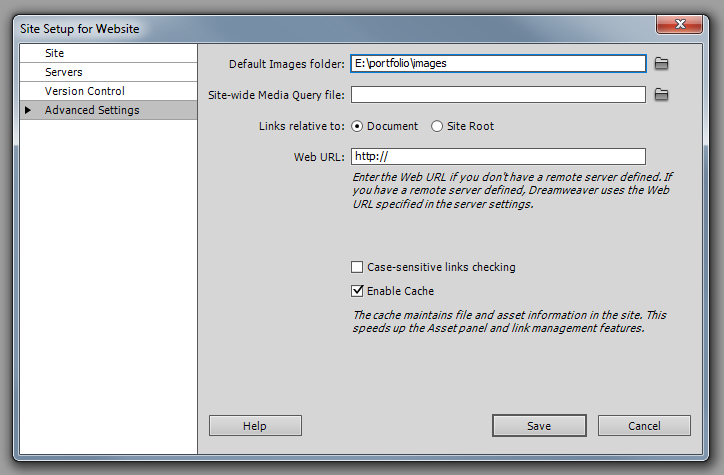 Site Setup for Website
Site
Servers
Version Control
Advanced Settings
Default Images folder: E:\portfolio\images
Site-wide Media Query file:
Links relative to: Document Site Root
Web URL: http://
Enter the Web URL if you don't have a remote server defined. If
you have a remote server defined, Dreamweaver uses the Web
URL specified in the server settings.
Case-sensitive links checking
Enable Cache
The cache maintains file and asset information in the site. This
speeds up the Asset panel and link management features.
Help Save Cancel